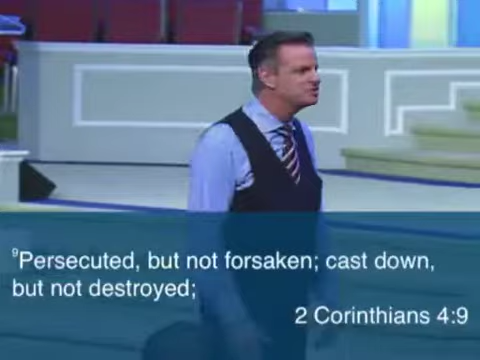 ⁹Persecuted, but not forsaken; cast down,
but not destroyed;
2 Corinthians 4:9